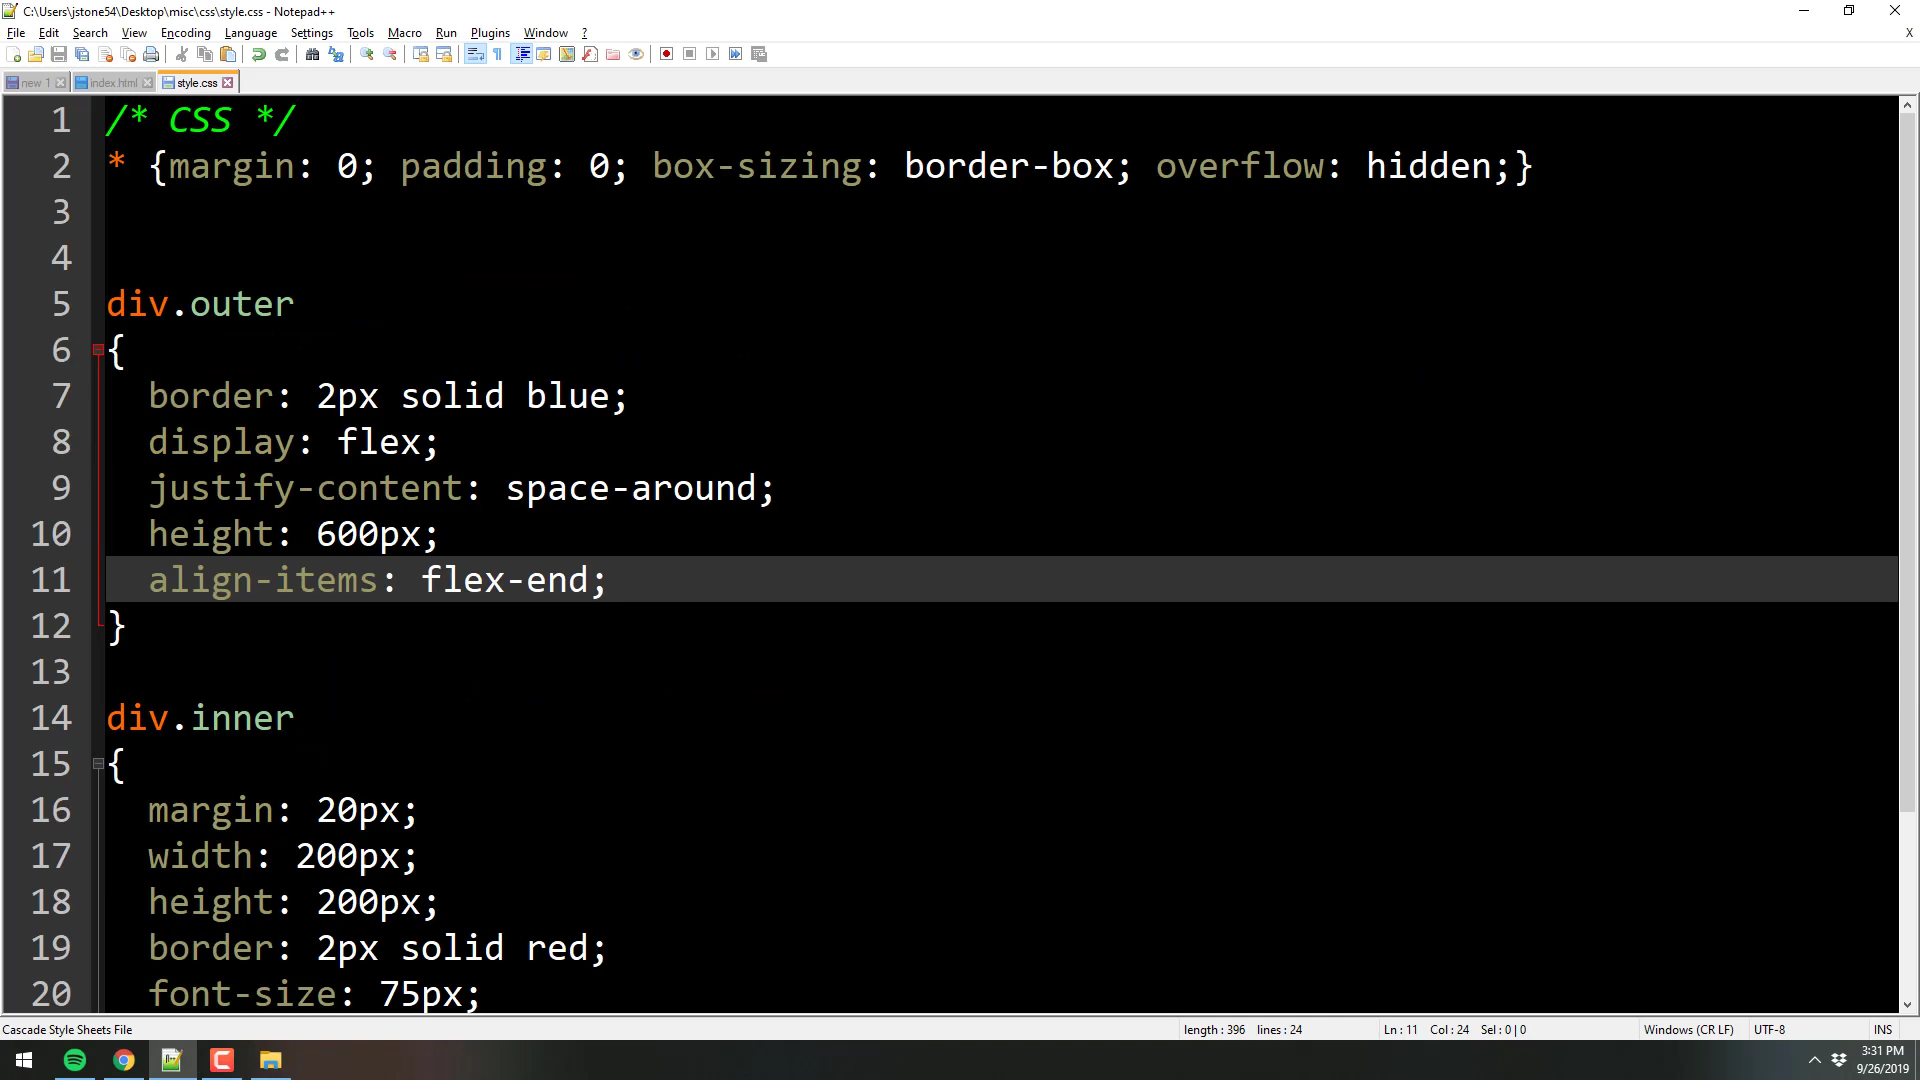 C:\Users\jstone54\Desktop\misc\css\style.css - Notepad++
File Edit Search View Encoding Language Settings Tools Macro Run Plugins Window ? X
new 1 index.html style.css
1 /* CSS */
2 * {margin: 0; padding: 0; box-sizing: border-box; overflow: hidden;}
3
4
5 div.outer
6 {
7 border: 2px solid blue;
8 display: flex;
9 justify-content: space-around;
10 height: 600px;
11 align-items: flex-end;
12 }
13
14 div.inner
15 {
16 margin: 20px;
17 width: 200px;
18 height: 200px;
19 border: 2px solid red;
20 font-size: 75px;
Cascade Style Sheets File length : 396 lines : 24 Ln : 11 Col : 24 Sel : 0 | 0 Windows (CR LF) UTF-8 INS
3:31 PM
9/26/2019